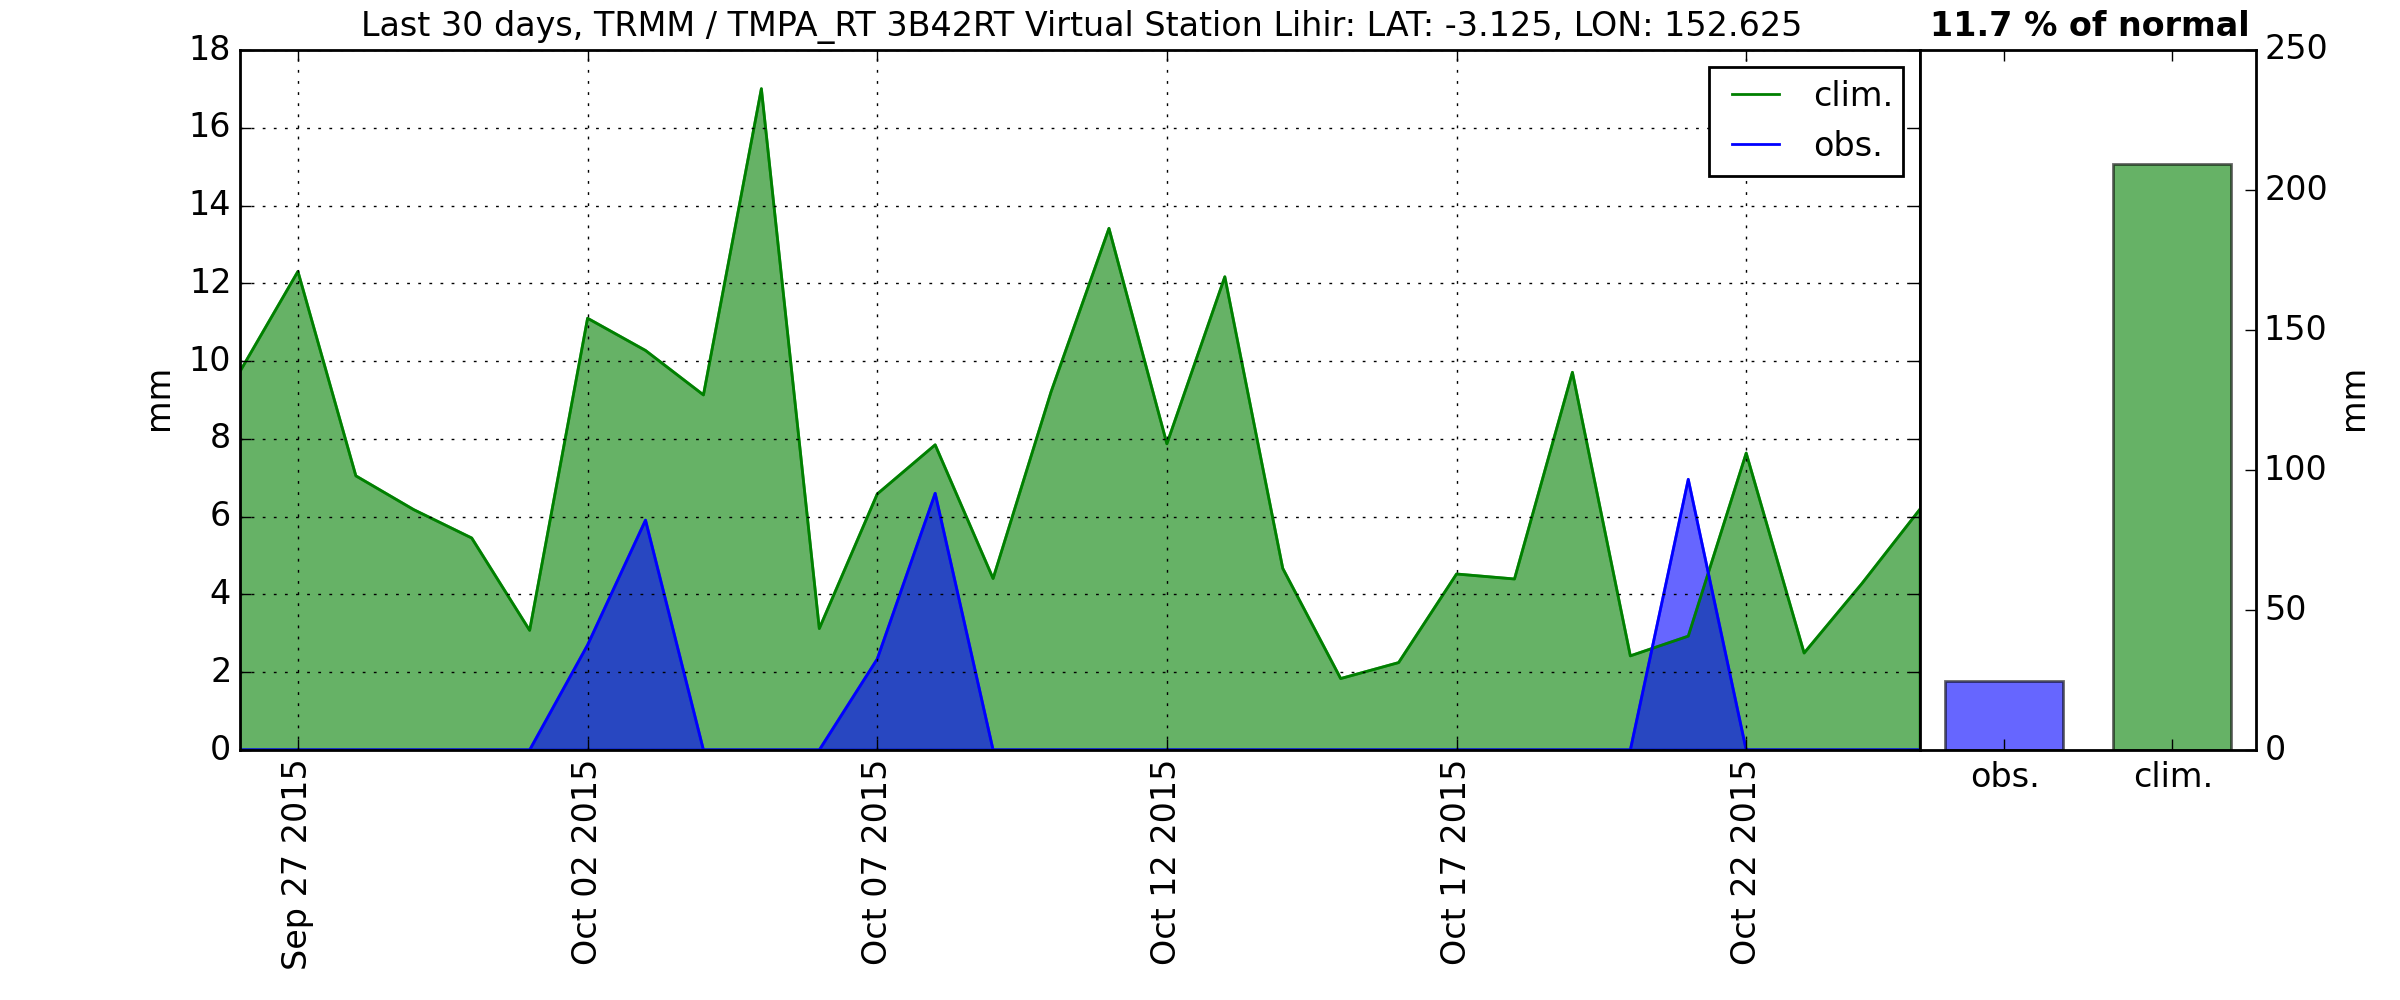 Last 30 days, TRMM / TMPA_RT 3B42RT Virtual Station Lihir: LAT: -3.125, LON: 152.625
11.7 % of normal
18
16
14
12
10
8
6
4
2
0
mm
clim.
obs.
250
200
150
100
50
0
mm
Sep 27 2015
Oct 02 2015
Oct 07 2015
Oct 12 2015
Oct 17 2015
Oct 22 2015
obs.
clim.